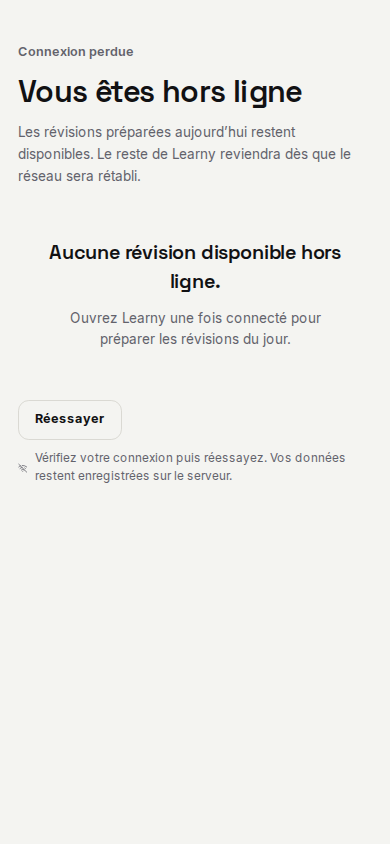 Connexion perdue
Vous êtes hors ligne
Les révisions préparées aujourd’hui restent
disponibles. Le reste de Learny reviendra dès que le
réseau sera rétabli.
Aucune révision disponible hors
ligne.
Ouvrez Learny une fois connecté pour
préparer les révisions du jour.
Réessayer
Vérifiez votre connexion puis réessayez. Vos données
restent enregistrées sur le serveur.